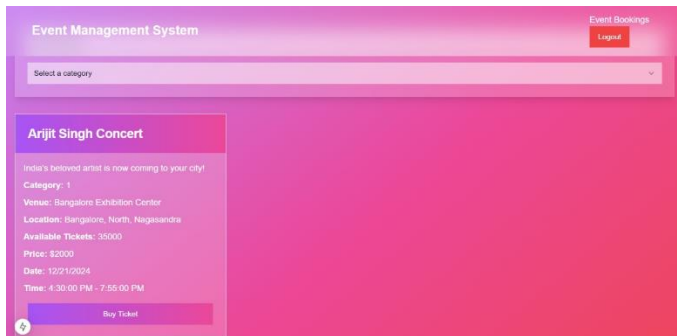 Event Management System
Event Bookings
Logout
Select a category
Arijit Singh Concert
India's beloved artist is now coming to your city!
Category: 1
Venue: Bangalore Exhibition Center
Location: Bangalore, North, Nagasandra
Available Tickets: 35000
Price: $2000
Date: 12/21/2024
Time: 4:30:00 PM - 7:55:00 PM
Buy Ticket